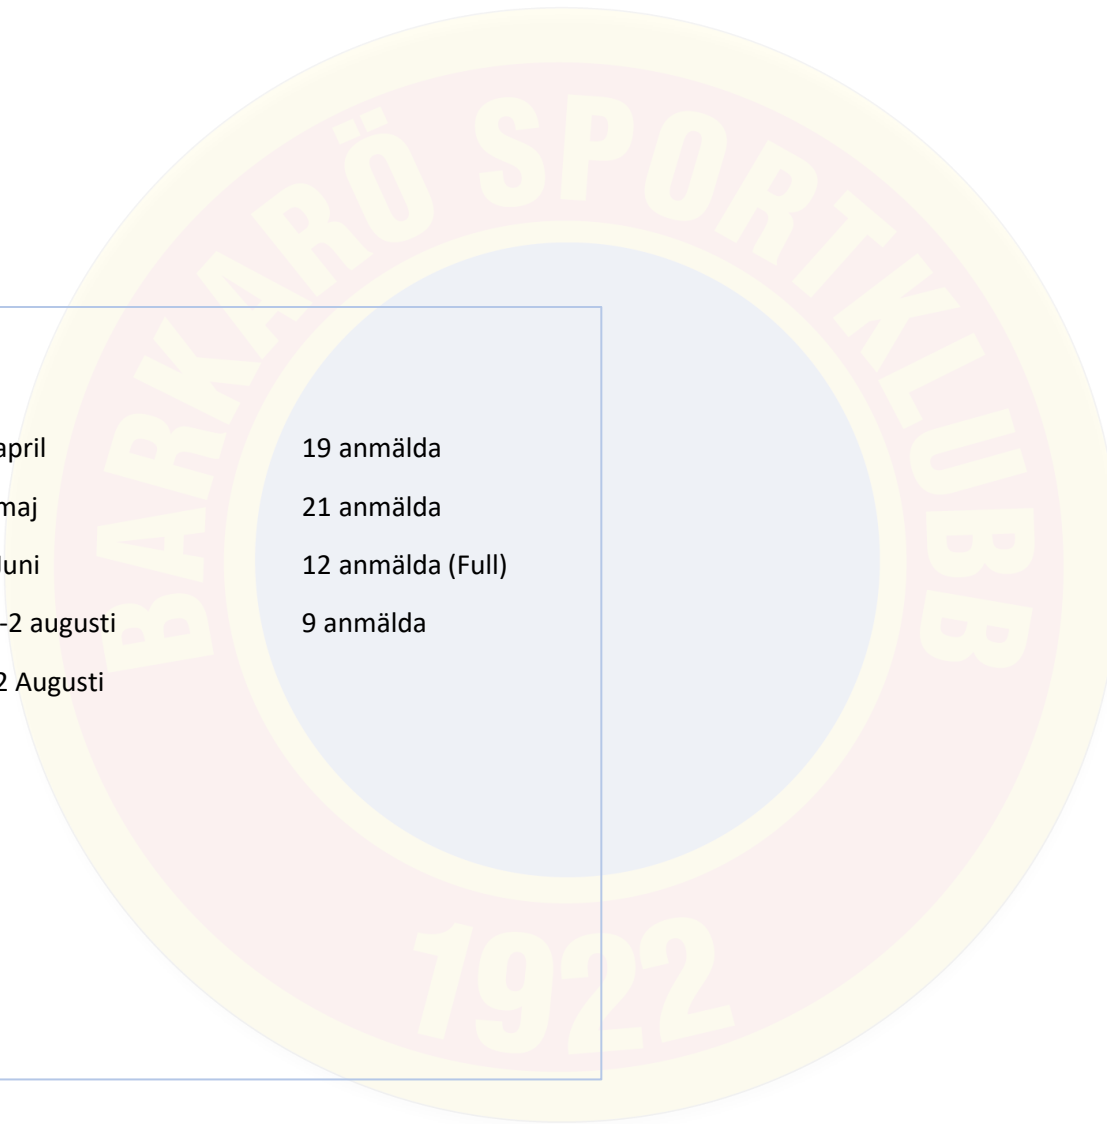 BARKARÖ SPORTKLUBB
april 19 anmälda
maj 21 anmälda
Juni 12 anmälda (Full)
-2 augusti 9 anmälda
2 Augusti
1922